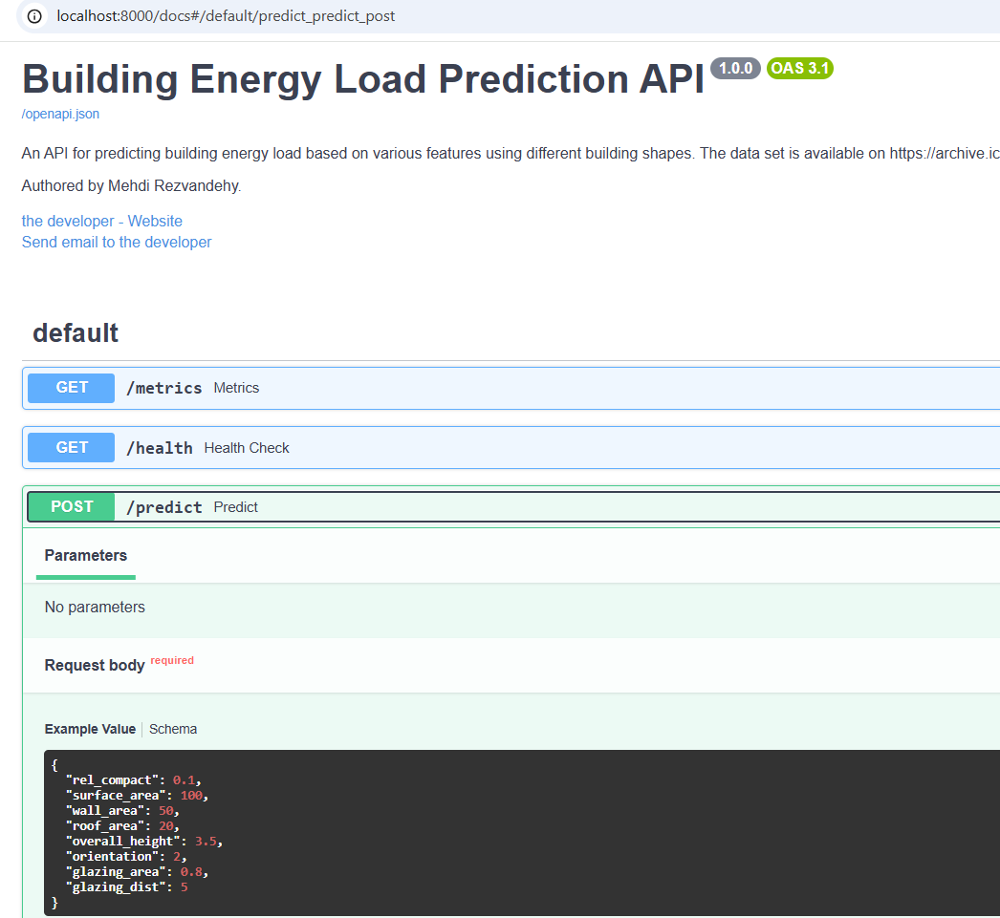 localhost:8000/docs#/default/predict_predict_post
Building Energy Load Prediction API 1.0.0 OAS 3.1
/openapi.json
An API for predicting building energy load based on various features using different building shapes. The data set is available on https://archive.ic
Authored by Mehdi Rezvandehy.
the developer - Website
Send email to the developer
default
GET /metrics Metrics
GET /health Health Check
POST /predict Predict
Parameters
No parameters
Request body required
Example Value | Schema
{
  "rel_compact": 0.1,
  "surface_area": 100,
  "wall_area": 50,
  "roof_area": 20,
  "overall_height": 3.5,
  "orientation": 2,
  "glazing_area": 0.8,
  "glazing_dist": 5
}